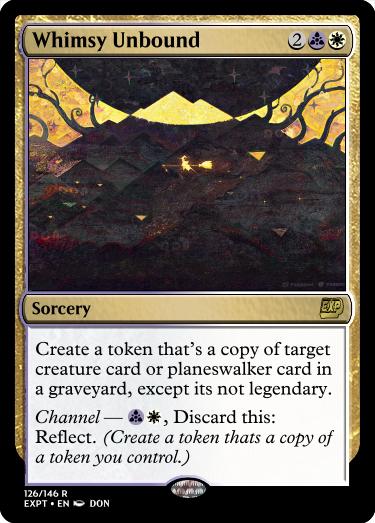 Whimsy Unbound 2
Sorcery
EXP
Create a token that's a copy of target
creature card or planeswalker card in
a graveyard, except its not legendary.
Channel — , Discard this:
Reflect. (Create a token thats a copy of
a token you control.)
126/146 R
EXPT • EN DON